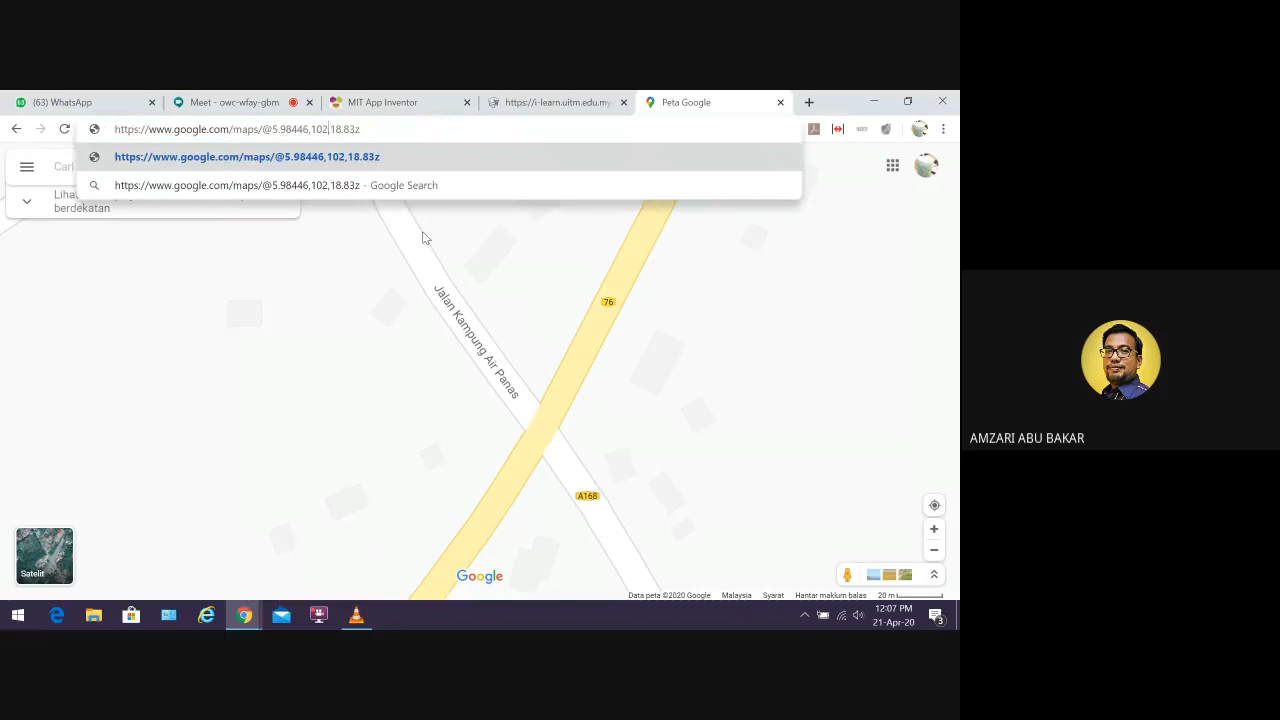 (63) WhatsApp
Meet - owc-wfay-gbm
MIT App Inventor
https://i-learn.uitm.edu.my
Peta Google
https://www.google.com/maps/@5.98446,102,18.83z
https://www.google.com/maps/@5.98446,102,18.83z
https://www.google.com/maps/@5.98446,102,18.83z - Google Search
Cari
Lihat
berdekatan
76
Jalan Kampung Air Panas
A168
AMZARI ABU BAKAR
Satelit
Google
Data peta ©2020 Google
Malaysia
Syarat
Hantar maklum balas
20 m
12:07 PM
21-Apr-20
3